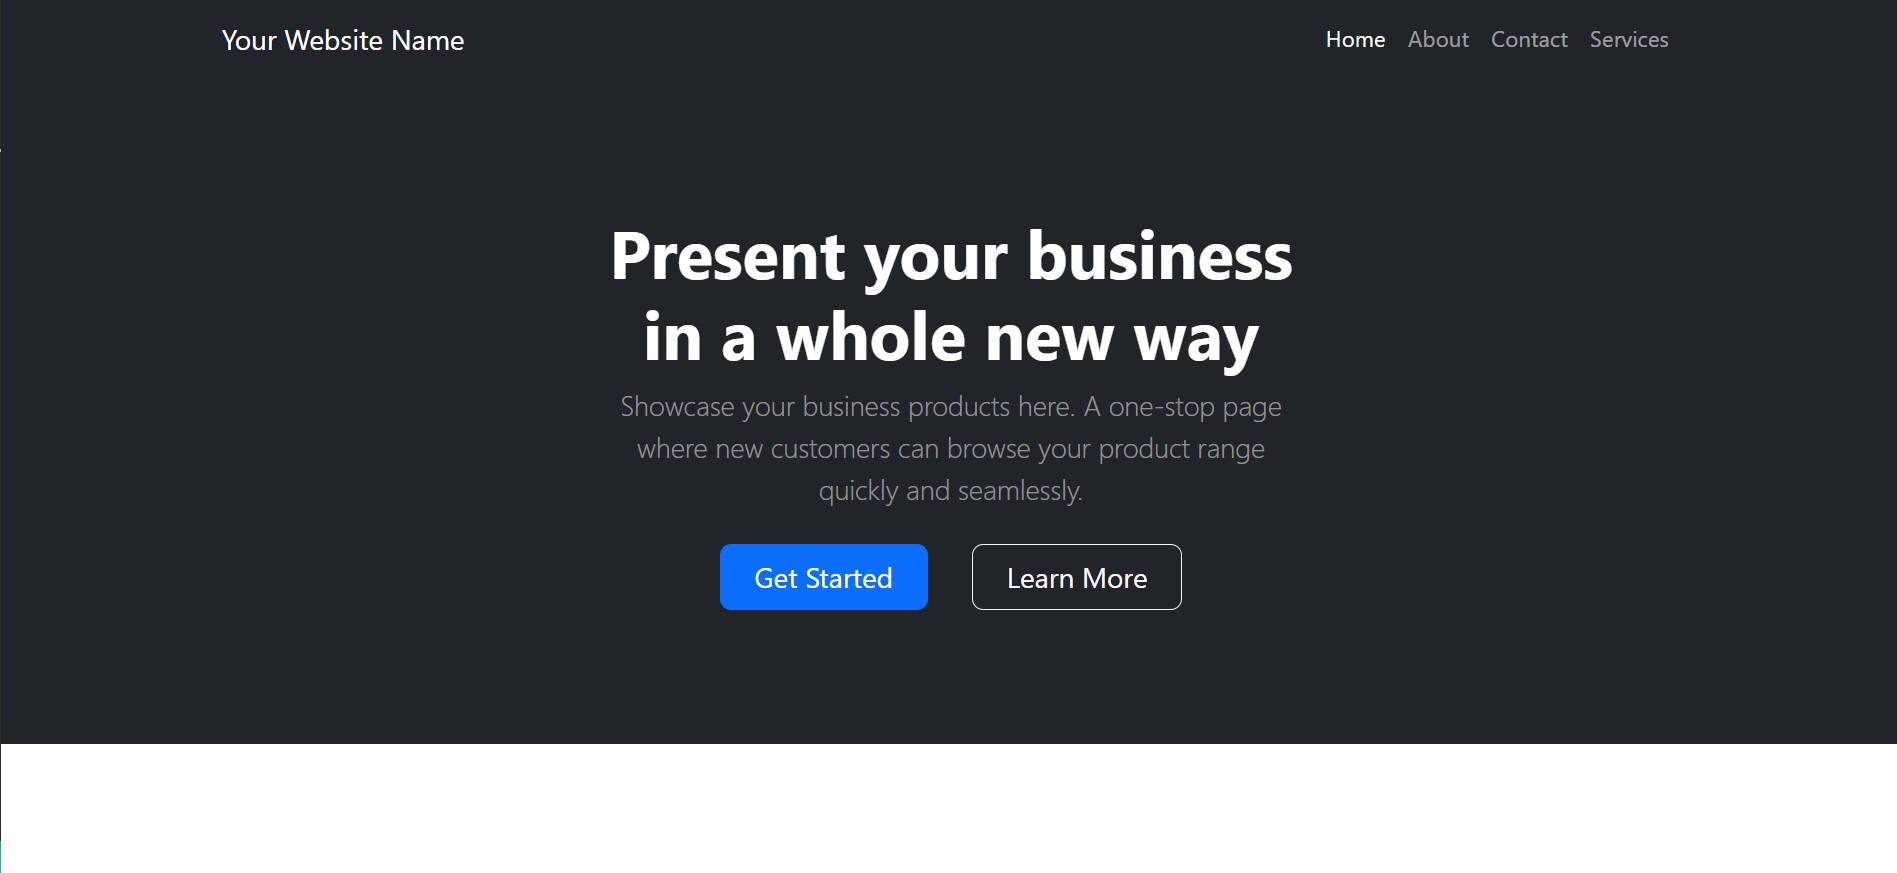 Your Website Name
Home About Contact Services
Present your business
in a whole new way
Showcase your business products here. A one-stop page
where new customers can browse your product range
quickly and seamlessly.
Get Started
Learn More